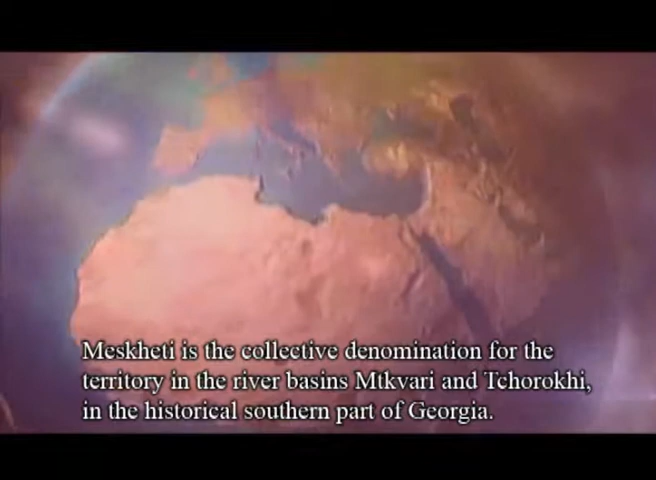 Meskheti is the collective denomination for the
territory in the river basins Mtkvari and Tchorokhi,
in the historical southern part of Georgia.